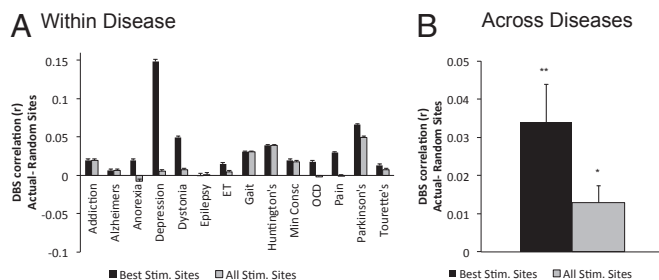 A Within Disease
DBS correlation (r)
Actual- Random Sites
0.15
0.1
0.05
0
-0.05
-0.1
Addiction
Alzheimers
Anorexia
Depression
Dystonia
Epilepsy
ET
Gait
Huntington's
Min Consc
OCD
Pain
Parkinson's
Tourette's
Best Stim. Sites All Stim. Sites
B Across Diseases
DBS correlation (r)
Actual- Random Sites
0.05
0.04
0.03
0.02
0.01
0
**
*
Best Stim. Sites All Stim. Sites